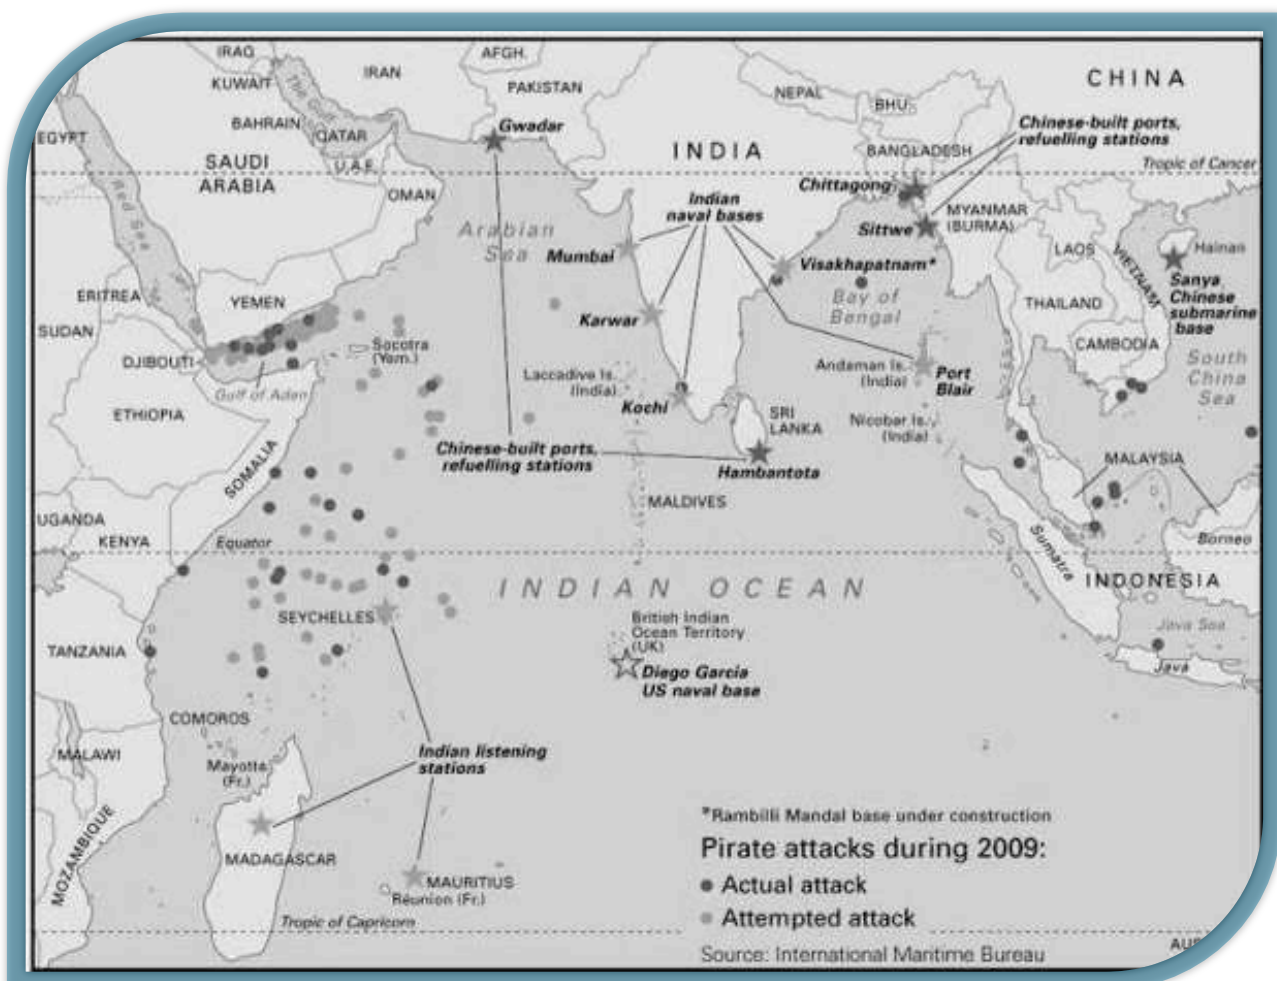 IRAQ
AFGH.
IRAN
CHINA
KUWAIT
The Gulf
PAKISTAN
NEPAL
BHU.
Gwadar
Chinese-built ports,
refuelling stations
EGYPT
BAHRAIN
QATAR
BANGLADESH
INDIA
SAUDI
ARABIA
U.A.E.
Tropic of Cancer
OMAN
Chittagong
Red Sea
Indian
naval bases
MYANMAR
(BURMA)
Arabian
Sea
Sittwe
LAOS
VIETNAM
Hainan
Mumbai
Visakhapatnam*
Sanya
Chinese
submarine
base
ERITREA
YEMEN
Bay of
Bengal
THAILAND
SUDAN
Karwar
Socotra
(Yem.)
CAMBODIA
DJIBOUTI
South
China
Sea
Gulf of Aden
Laccadive Is.
(India)
Andaman Is.
(India)
Port
Blair
ETHIOPIA
Kochi
SRI
LANKA
Nicobar Is.
(India)
Chinese-built ports,
refuelling stations
Hambantota
MALAYSIA
SOMALIA
MALDIVES
UGANDA
KENYA
Equator
Sumatra
Borneo
INDIAN OCEAN
INDONESIA
SEYCHELLES
British Indian
Ocean Territory
(UK)
Java Sea
TANZANIA
Diego Garcia
US naval base
Java
COMOROS
MALAWI
Mayotte
(Fr.)
Indian listening
stations
MOZAMBIQUE
MADAGASCAR
MAURITIUS
Réunion (Fr.)
Tropic of Capricorn
*Rambilli Mandal base under construction
Pirate attacks during 2009:
Actual attack
Attempted attack
Source: International Maritime Bureau